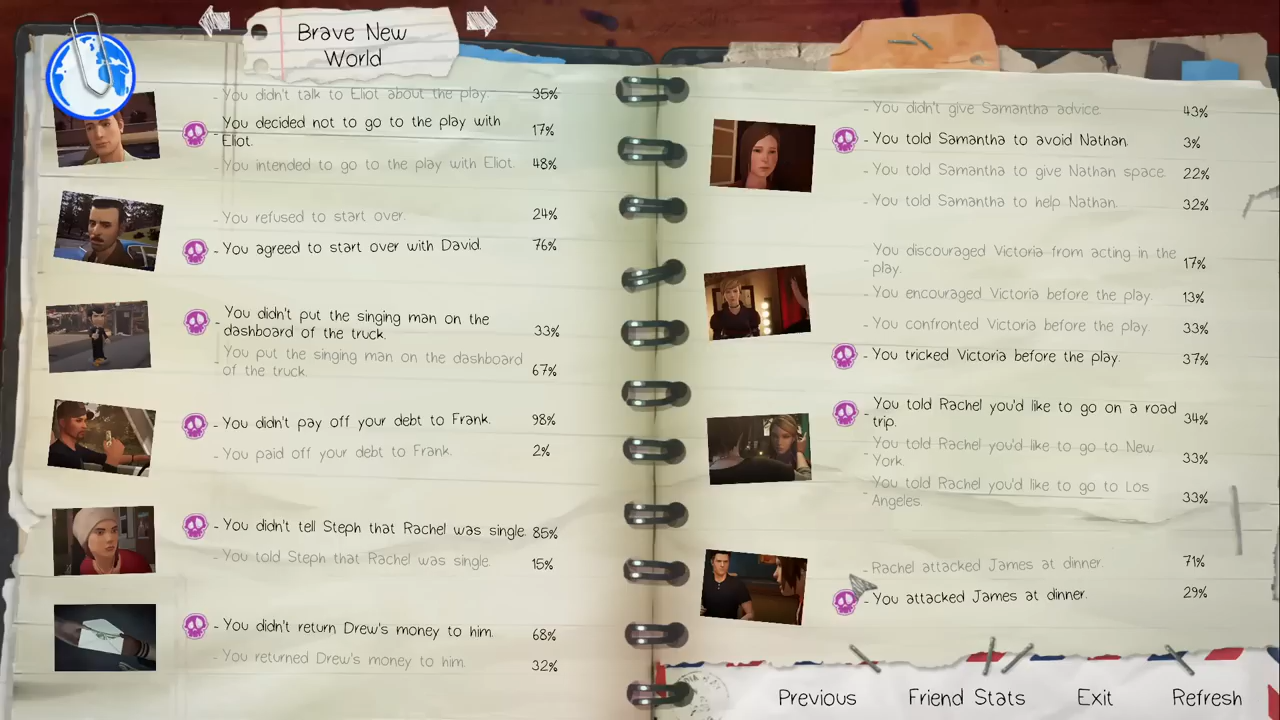 Brave New
World
- You didn't talk to Eliot about the play. 35%
- You decided not to go to the play with
Eliot. 17%
- You intended to go to the play with Eliot. 48%
- You refused to start over. 24%
- You agreed to start over with David. 76%
- You didn't put the singing man on the
dashboard of the truck. 33%
- You put the singing man on the dashboard
of the truck. 67%
- You didn't pay off your debt to Frank. 98%
- You paid off your debt to Frank. 2%
- You didn't tell Steph that Rachel was single. 85%
- You told Steph that Rachel was single. 15%
- You didn't return Drew's money to him. 68%
- You returned Drew's money to him. 32%
- You didn't give Samantha advice. 43%
- You told Samantha to avoid Nathan. 3%
- You told Samantha to give Nathan space. 22%
- You told Samantha to help Nathan. 32%
- You discouraged Victoria from acting in the
play. 17%
- You encouraged Victoria before the play. 13%
- You confronted Victoria before the play. 33%
- You tricked Victoria before the play. 37%
- You told Rachel you'd like to go on a road
trip. 34%
- You told Rachel you'd like to go to New
York. 33%
- You told Rachel you'd like to go to Los
Angeles. 33%
- Rachel attacked James at dinner. 71%
- You attacked James at dinner. 29%
Previous Friend Stats Exit Refresh